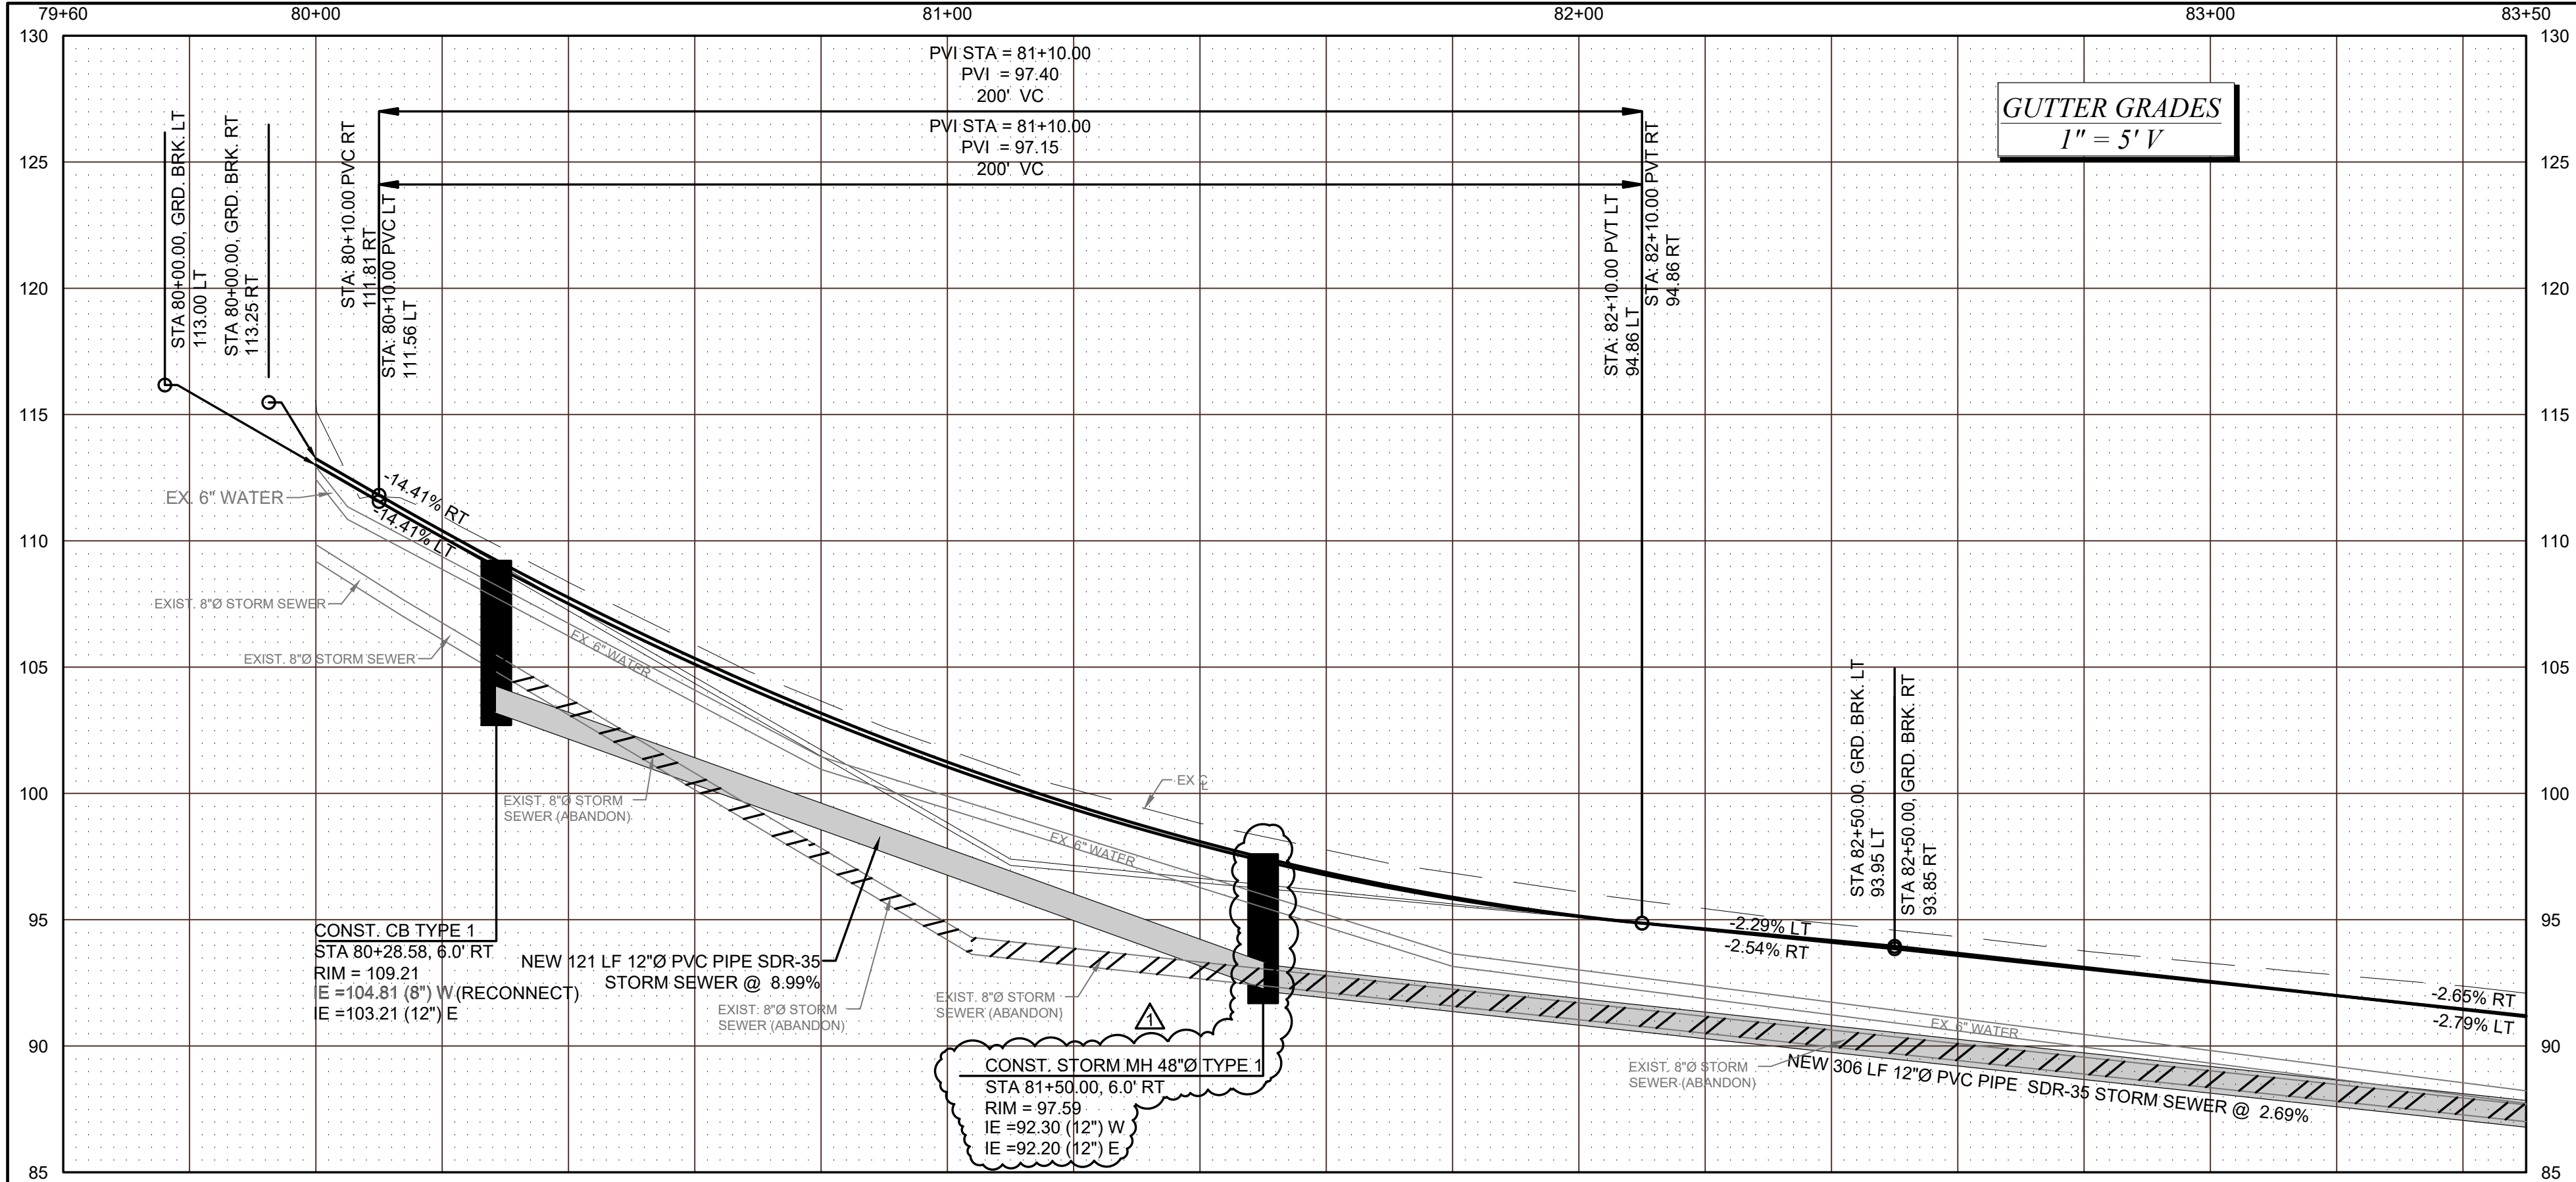 79+60
80+00
81+00
82+00
83+00
83+50
130
125
120
115
110
105
100
95
90
85
130
125
120
115
110
105
100
95
90
85
PVI STA = 81+10.00
PVI = 97.40
200' VC
PVI STA = 81+10.00
PVI = 97.15
200' VC
GUTTER GRADES
1" = 5' V
STA 80+00.00, GRD. BRK. LT
113.00 LT
STA 80+00.00, GRD. BRK. RT
113.25 RT
STA: 80+10.00 PVC RT
111.81 RT
STA: 80+10.00 PVC LT
111.56 LT
STA: 82+10.00 PVT LT
94.86 LT
STA: 82+10.00 PVT RT
94.86 RT
-14.41% RT
-14.41% LT
EX. 6" WATER
EXIST. 8"Ø STORM SEWER
EXIST. 8"Ø STORM SEWER
EX. 6" WATER
EXIST. 8"Ø STORM
SEWER (ABANDON)
EX ℄
EX. 6" WATER
STA 82+50.00, GRD. BRK. LT
93.95 LT
STA 82+50.00, GRD. BRK. RT
93.85 RT
-2.29% LT
-2.54% RT
CONST. CB TYPE 1
STA 80+28.58, 6.0' RT
RIM = 109.21
IE =104.81 (8") W (RECONNECT)
IE =103.21 (12") E
NEW 121 LF 12"Ø PVC PIPE SDR-35
STORM SEWER @ 8.99%
EXIST. 8"Ø STORM
SEWER (ABANDON)
EXIST. 8"Ø STORM
SEWER (ABANDON)
1
CONST. STORM MH 48"Ø TYPE 1
STA 81+50.00, 6.0' RT
RIM = 97.59
IE =92.30 (12") W
IE =92.20 (12") E
-2.65% RT
-2.79% LT
EX. 6" WATER
EXIST. 8"Ø STORM
SEWER (ABANDON)
NEW 306 LF 12"Ø PVC PIPE SDR-35 STORM SEWER @ 2.69%